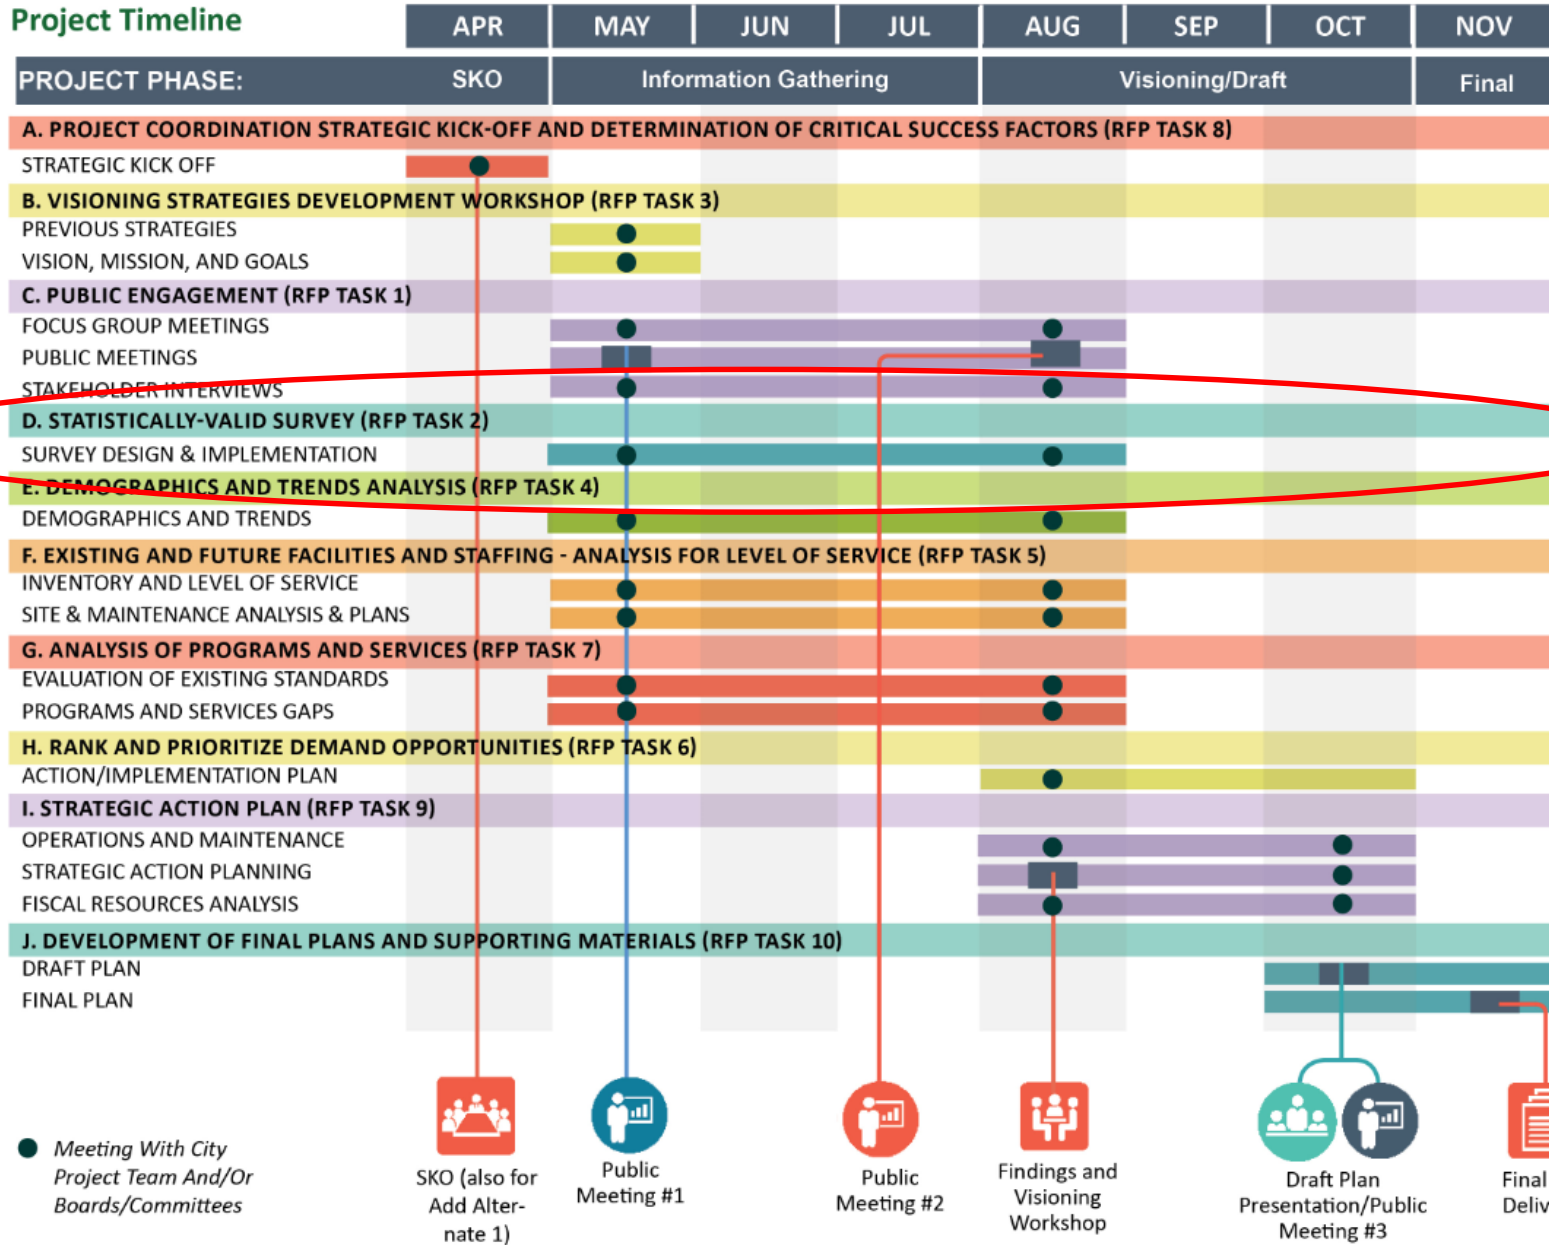 Project Timeline
APR MAY JUN JUL AUG SEP OCT NOV
PROJECT PHASE: SKO Information Gathering Visioning/Draft Final
A. PROJECT COORDINATION STRATEGIC KICK-OFF AND DETERMINATION OF CRITICAL SUCCESS FACTORS (RFP TASK 8)
STRATEGIC KICK OFF
B. VISIONING STRATEGIES DEVELOPMENT WORKSHOP (RFP TASK 3)
PREVIOUS STRATEGIES
VISION, MISSION, AND GOALS
C. PUBLIC ENGAGEMENT (RFP TASK 1)
FOCUS GROUP MEETINGS
PUBLIC MEETINGS
STAKEHOLDER INTERVIEWS
D. STATISTICALLY-VALID SURVEY (RFP TASK 2)
SURVEY DESIGN & IMPLEMENTATION
E. DEMOGRAPHICS AND TRENDS ANALYSIS (RFP TASK 4)
DEMOGRAPHICS AND TRENDS
F. EXISTING AND FUTURE FACILITIES AND STAFFING - ANALYSIS FOR LEVEL OF SERVICE (RFP TASK 5)
INVENTORY AND LEVEL OF SERVICE
SITE & MAINTENANCE ANALYSIS & PLANS
G. ANALYSIS OF PROGRAMS AND SERVICES (RFP TASK 7)
EVALUATION OF EXISTING STANDARDS
PROGRAMS AND SERVICES GAPS
H. RANK AND PRIORITIZE DEMAND OPPORTUNITIES (RFP TASK 6)
ACTION/IMPLEMENTATION PLAN
I. STRATEGIC ACTION PLAN (RFP TASK 9)
OPERATIONS AND MAINTENANCE
STRATEGIC ACTION PLANNING
FISCAL RESOURCES ANALYSIS
J. DEVELOPMENT OF FINAL PLANS AND SUPPORTING MATERIALS (RFP TASK 10)
DRAFT PLAN
FINAL PLAN
Meeting With City
Project Team And/Or
Boards/Committees
SKO (also for
Add Alter-
nate 1)
Public
Meeting #1
Public
Meeting #2
Findings and
Visioning
Workshop
Draft Plan
Presentation/Public
Meeting #3
Final
Deliv